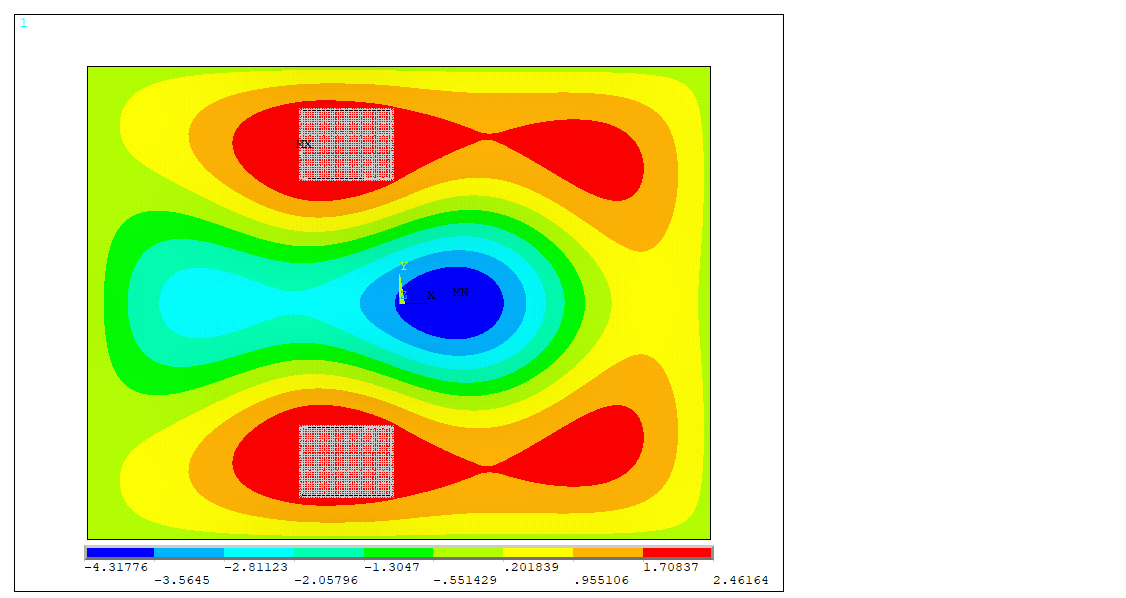 1
MX
Y
Z
X
MN
-4.31776 -2.81123 -1.3047 .201839 1.70837
-3.5645 -2.05796 -.551429 .955106 2.46164